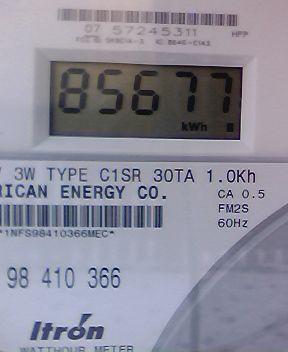 07 57245311 HPP
85677
kWh
3W TYPE C1SR 30TA 1.0Kh
RICAN ENERGY CO. CA 0.5
FM2S
*1NFS98410366MEC* 60Hz
98 410 366
Itron
WATTHOUR METER